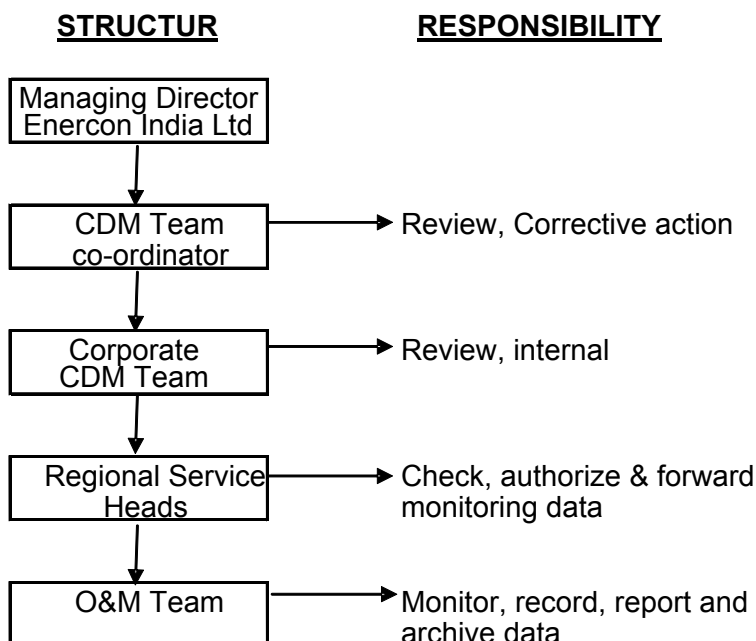 STRUCTUR RESPONSIBILITY
Managing Director
Enercon India Ltd
CDM Team
co-ordinator
Review, Corrective action
Corporate
CDM Team
Review, internal
Regional Service
Heads
Check, authorize & forward
monitoring data
O&M Team
Monitor, record, report and
archive data